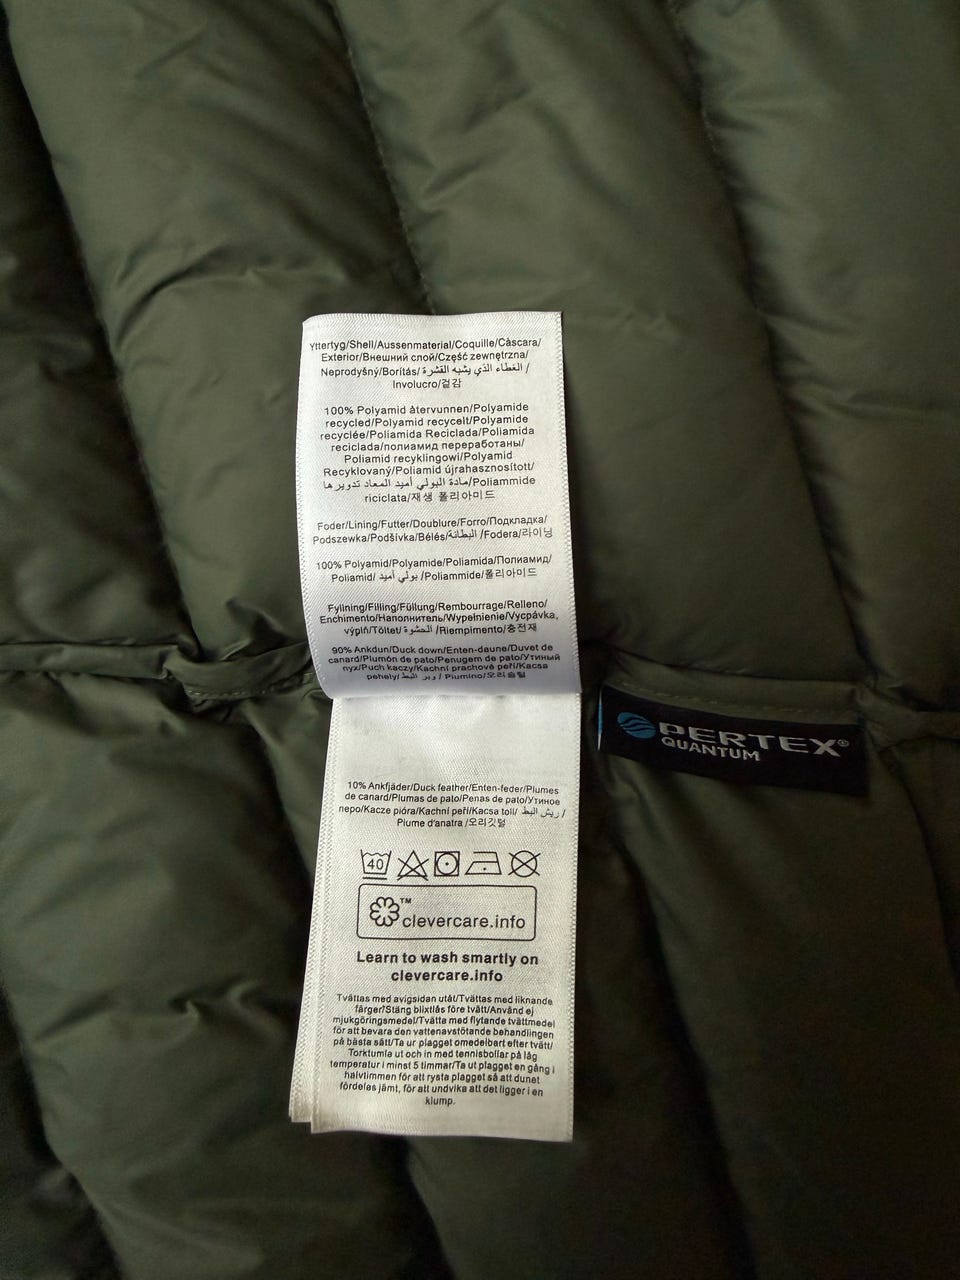 Yttertyg/Shell/Aussenmaterial/Coquille/Càscara/
Exterior/Внешний слой/Część zewnętrzna/
Neprodyšný/Borítás/ العطاء الذي يشبه القشرة /
Involucro/겉감
100% Polyamid återvunnen/Polyamide
recycled/Polyamid recycelt/Polyamide
recyclée/Poliamida Reciclada/Poliamida
reciclada/полиамид переработаны/
Poliamid recyklingowi/Polyamid
Recyklovaný/Poliamid újrahasznosított/
مادة البولي أميد المعاد تدويرها/Poliammide
riciclata/재생 폴리아미드
Foder/Lining/Futter/Doublure/Forro/Подкладка/
Podszewka/Podšívka/Bélés/البطانة /Fodera/라이닝
100% Polyamid/Polyamide/Poliamida/Полиамид/
Poliamid/ بولي أميد /Poliammide/폴리아미드
Fyllning/Filling/Füllung/Rembourrage/Relleno/
Enchimento/Наполнитель/Wypełnienie/Vycpávka,
výplň/Töltet/ الحشوة /Riempimento/충전재
90% Ankdun/Duck down/Enten-daune/Duvet de
canard/Plumón de pato/Penugem de pato/Утиный
пух/Puch kaczy/Kachní prachové peří/Kacsa
pehely/ وبر البط / Piumino/오리솜털
PERTEX®
QUANTUM
10% Ankfjäder/Duck feather/Enten-feder/Plumes
de canard/Plumas de pato/Penas de pato/Утиное
перо/Kacze pióra/Kachní peří/Kacsa toll/ ريش البط /
Piume d'anatra /오리깃털
40
™
clevercare.info
Learn to wash smartly on
clevercare.info
Tvättas med avigsidan utåt/Tvättas med liknande
färger/Stäng blixtlås före tvätt/Använd ej
mjukgöringsmedel/Tvätta med flytande tvättmedel
för att bevara den vattenavstötande behandlingen
på bästa sätt/Ta ur plagget omedelbart efter tvätt/
Torktumla ut och in med tennisbollar på låg
temperatur i minst 5 timmar/Ta ut plagget en gång i
halvtimmen för att rysta plagget så att dunet
fördelas jämt, för att undvika att det ligger i en
klump.